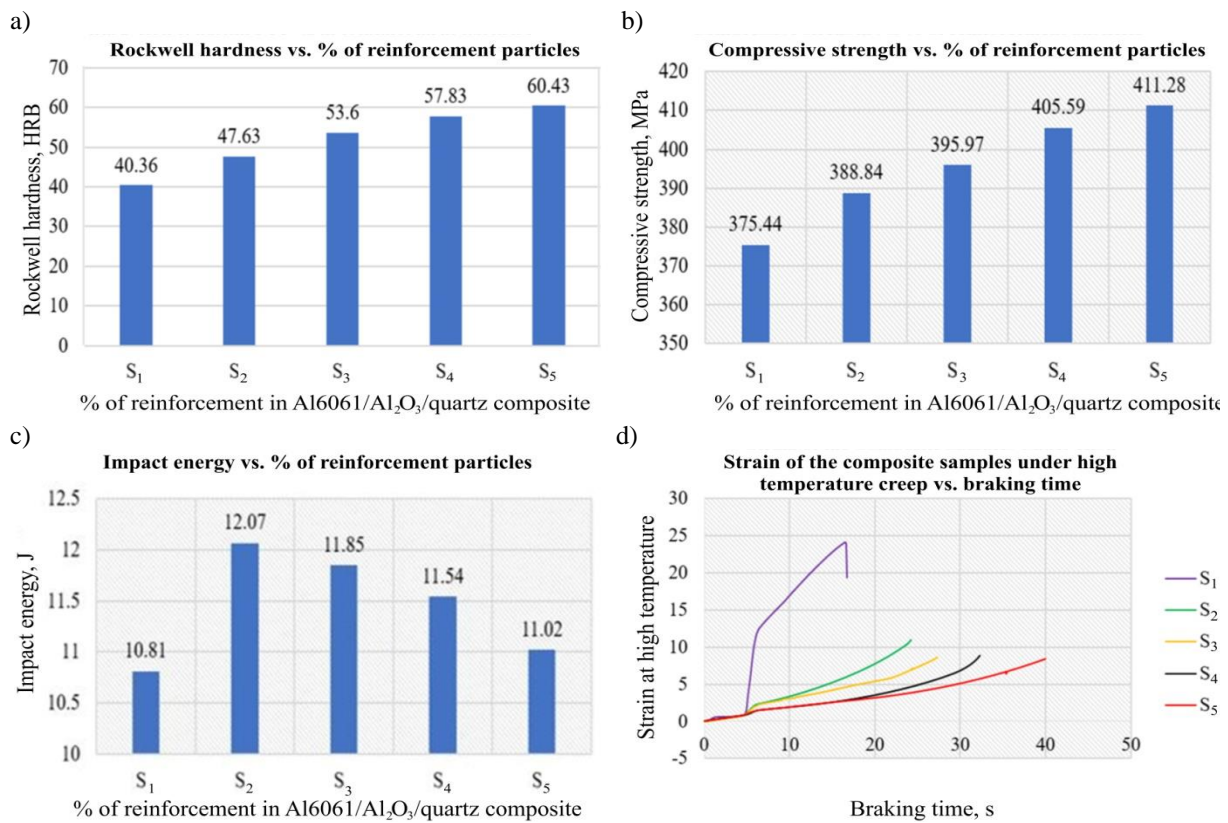 a)
Rockwell hardness vs. % of reinforcement particles
Rockwell hardness, HRB
70
60
50
40
30
20
10
0
40.36
47.63
53.6
57.83
60.43
S₁ S₂ S₃ S₄ S₅
% of reinforcement in Al6061/Al₂O₃/quartz composite
b)
Compressive strength vs. % of reinforcement particles
Compressive strength, MPa
420
410
400
390
380
370
360
350
375.44
388.84
395.97
405.59
411.28
S₁ S₂ S₃ S₄ S₅
% of reinforcement in Al6061/Al₂O₃/quartz composit
c)
Impact energy vs. % of reinforcement particles
Impact energy, J
12.5
12
11.5
11
10.5
10
10.81
12.07
11.85
11.54
11.02
S₁ S₂ S₃ S₄ S₅
% of reinforcement in Al6061/Al₂O₃/quartz composite
d)
Strain of the composite samples under high
temperature creep vs. braking time
Strain at high temperature
30
25
20
15
10
5
0
-5
0 10 20 30 40 50
Braking time, s
S₁
S₂
S₃
S₄
S₅